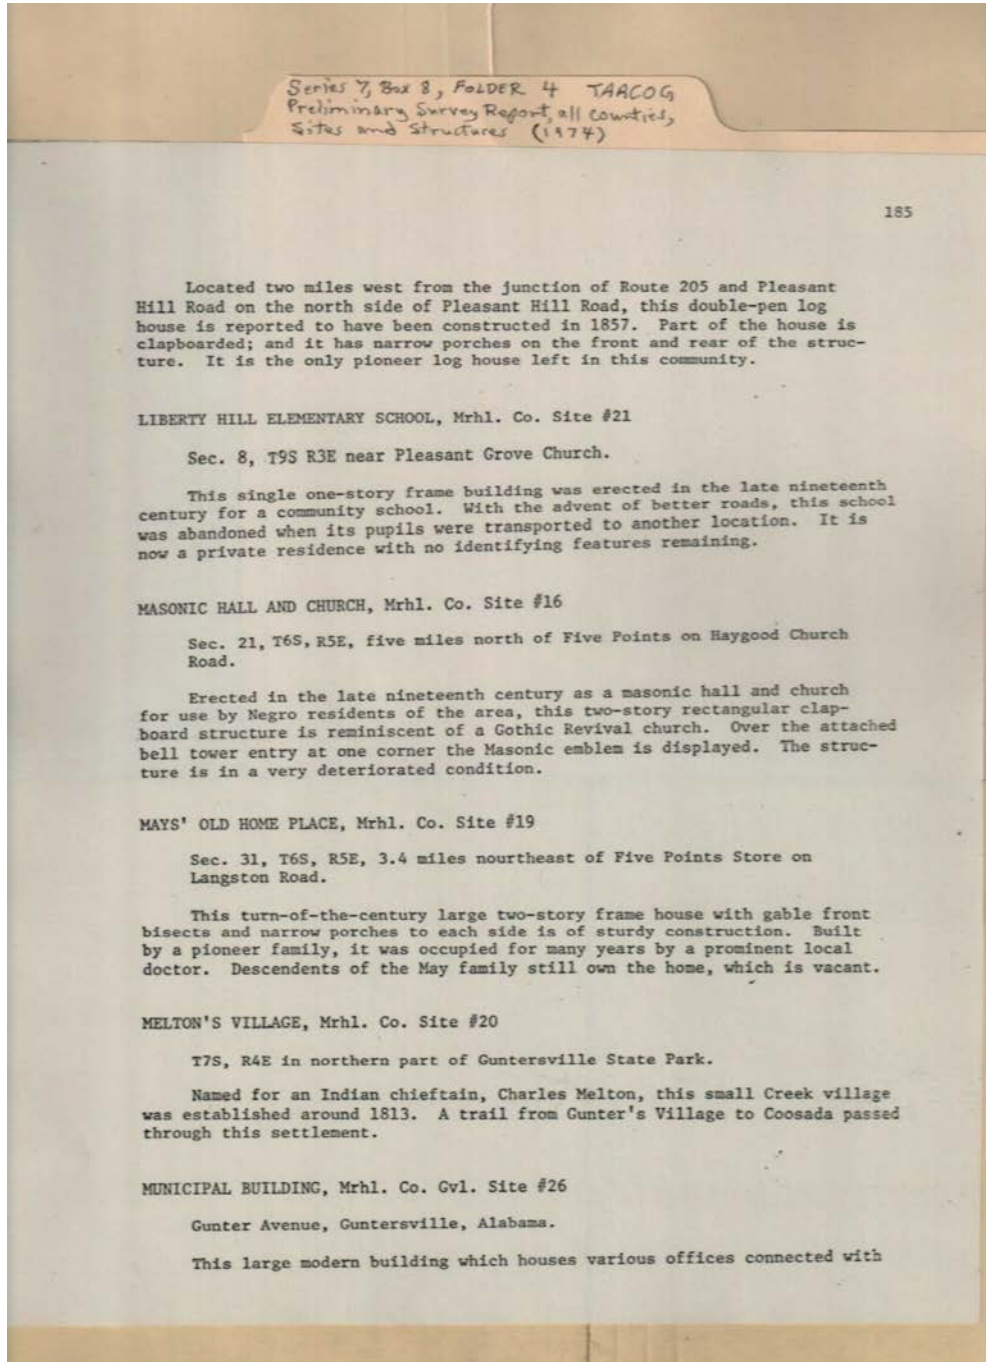 Series 7, Box 8, FOLDER 4 TARCOG
Preliminary Survey Report, all counties,
Sites and Structures (1974)
185
Located two miles west from the junction of Route 205 and Pleasant
Hill Road on the north side of Pleasant Hill Road, this double-pen log
house is reported to have been constructed in 1857. Part of the house is
clapboarded; and it has narrow porches on the front and rear of the struc-
ture. It is the only pioneer log house left in this community.
LIBERTY HILL ELEMENTARY SCHOOL, Mrhl. Co. Site #21
Sec. 8, T9S R3E near Pleasant Grove Church.
This single one-story frame building was erected in the late nineteenth
century for a community school. With the advent of better roads, this school
was abandoned when its pupils were transported to another location. It is
now a private residence with no identifying features remaining.
MASONIC HALL AND CHURCH, Mrhl. Co. Site #16
Sec. 21, T6S, R5E, five miles north of Five Points on Haygood Church
Road.
Erected in the late nineteenth century as a masonic hall and church
for use by Negro residents of the area, this two-story rectangular clap-
board structure is reminiscent of a Gothic Revival church. Over the attached
bell tower entry at one corner the Masonic emblem is displayed. The struc-
ture is in a very deteriorated condition.
MAYS' OLD HOME PLACE, Mrhl. Co. Site #19
Sec. 31, T6S, R5E, 3.4 miles nourtheast of Five Points Store on
Langston Road.
This turn-of-the-century large two-story frame house with gable front
bisects and narrow porches to each side is of sturdy construction. Built
by a pioneer family, it was occupied for many years by a prominent local
doctor. Descendents of the May family still own the home, which is vacant.
MELTON'S VILLAGE, Mrhl. Co. Site #20
T7S, R4E in northern part of Guntersville State Park.
Named for an Indian chieftain, Charles Melton, this small Creek village
was established around 1813. A trail from Gunter's Village to Coosada passed
through this settlement.
MUNICIPAL BUILDING, Mrhl. Co. Gvl. Site #26
Gunter Avenue, Guntersville, Alabama.
This large modern building which houses various offices connected with